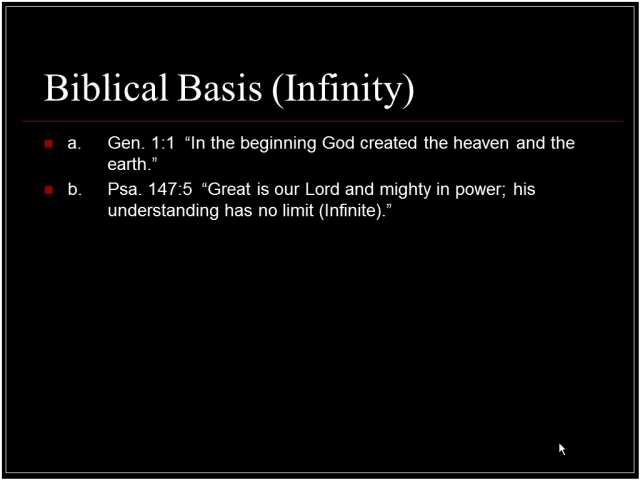 Biblical Basis (Infinity)
a. Gen. 1:1 “In the beginning God created the heaven and the
earth.”
b. Psa. 147:5 “Great is our Lord and mighty in power; his
understanding has no limit (Infinite).”